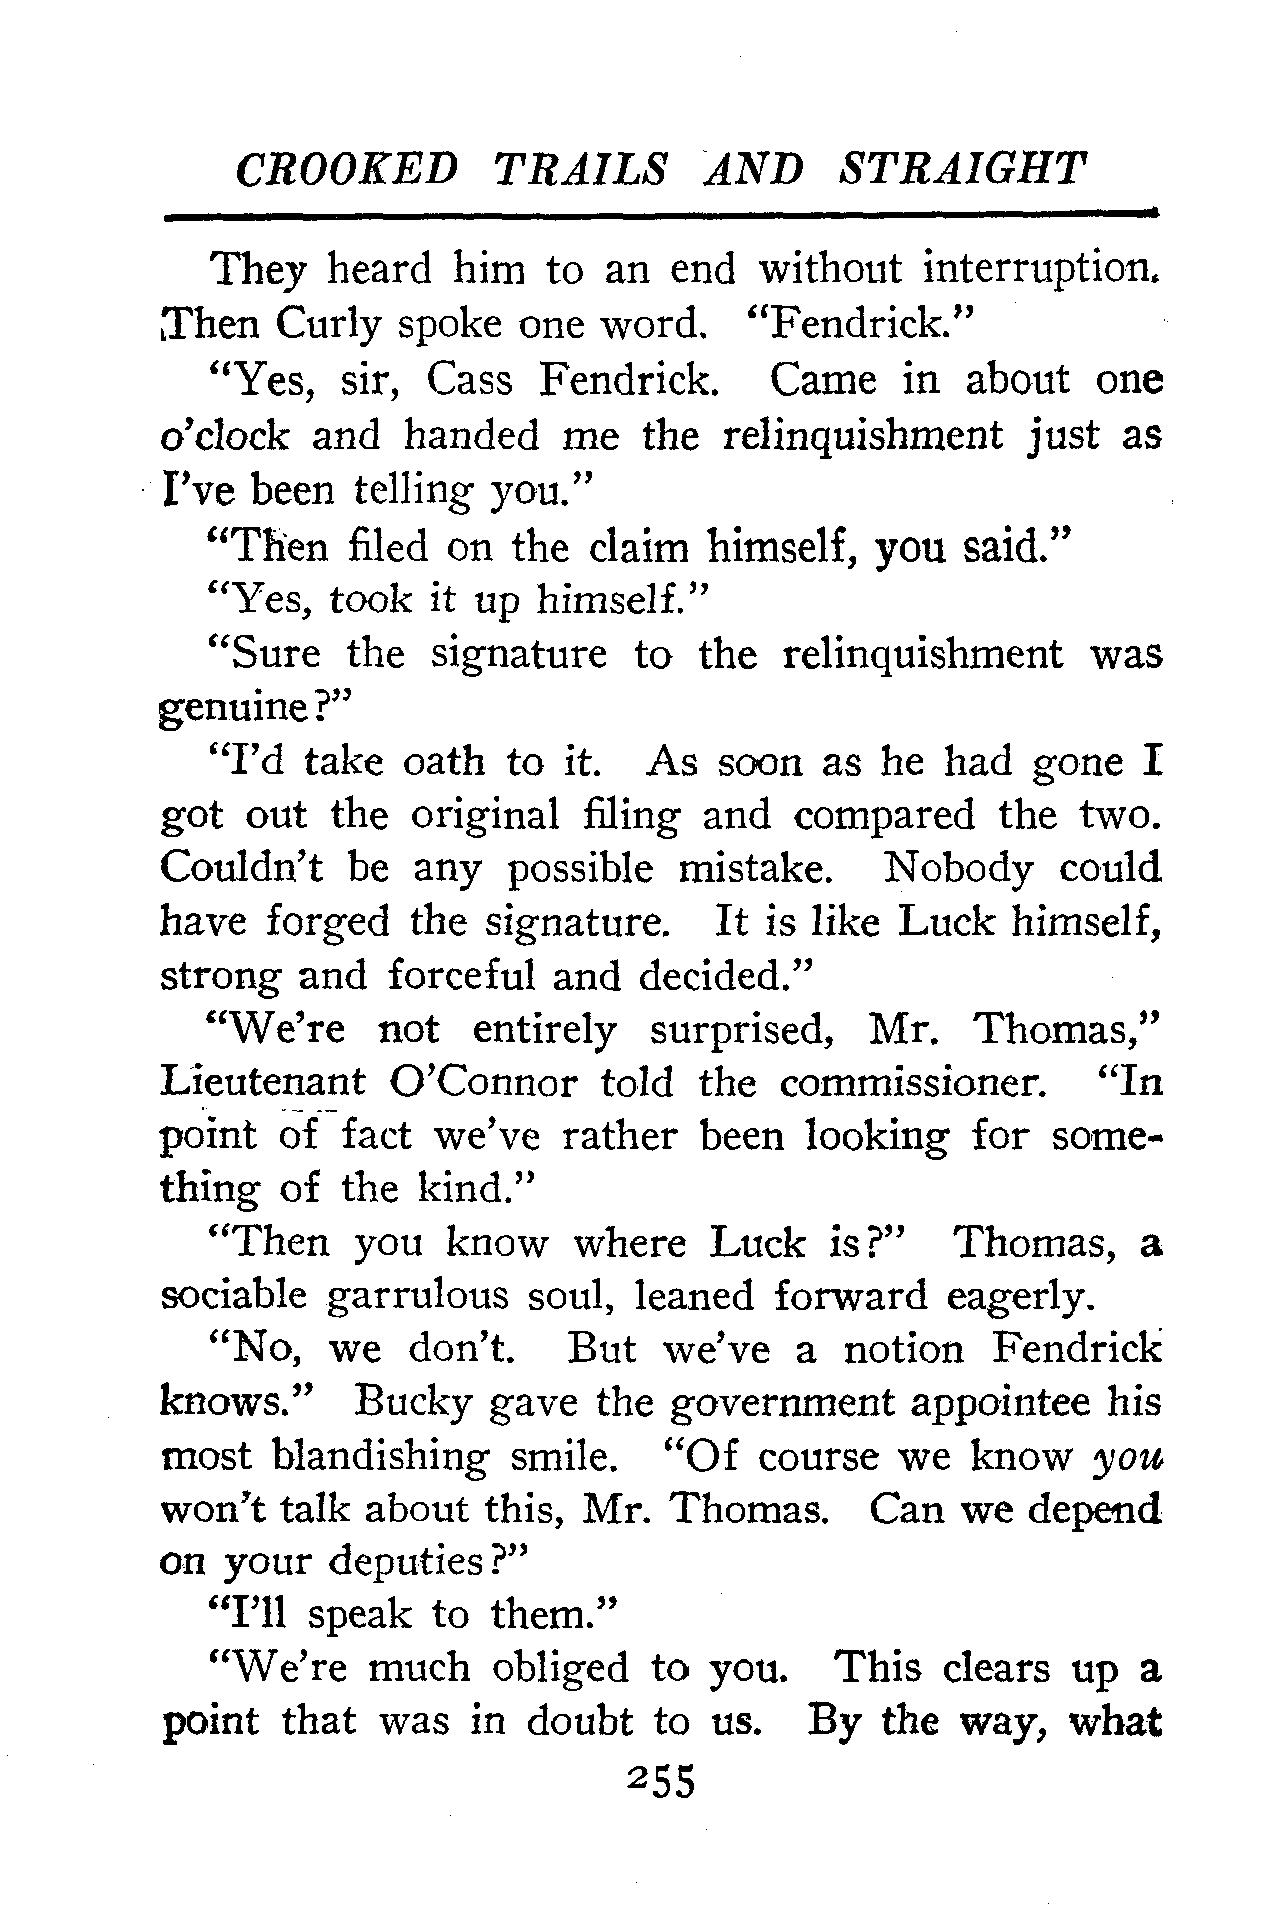 CROOKED TRAILS AND STRAIGHT
They heard him to an end without interruption.
Then Curly spoke one word. “Fendrick.”
“Yes, sir, Cass Fendrick. Came in about one
o’clock and handed me the relinquishment just as
I’ve been telling you.”
“Then filed on the claim himself, you said.”
“Yes, took it up himself.”
“Sure the signature to the relinquishment was
genuine?”
“I’d take oath to it. As soon as he had gone I
got out the original filing and compared the two.
Couldn’t be any possible mistake. Nobody could
have forged the signature. It is like Luck himself,
strong and forceful and decided.”
“We’re not entirely surprised, Mr. Thomas,”
Lieutenant O’Connor told the commissioner. “In
point of fact we’ve rather been looking for some-
thing of the kind.”
“Then you know where Luck is?” Thomas, a
sociable garrulous soul, leaned forward eagerly.
“No, we don’t. But we’ve a notion Fendrick
knows.” Bucky gave the government appointee his
most blandishing smile. “Of course we know you
won’t talk about this, Mr. Thomas. Can we depend
on your deputies?”
“I’ll speak to them.”
“We’re much obliged to you. This clears up a
point that was in doubt to us. By the way, what
255